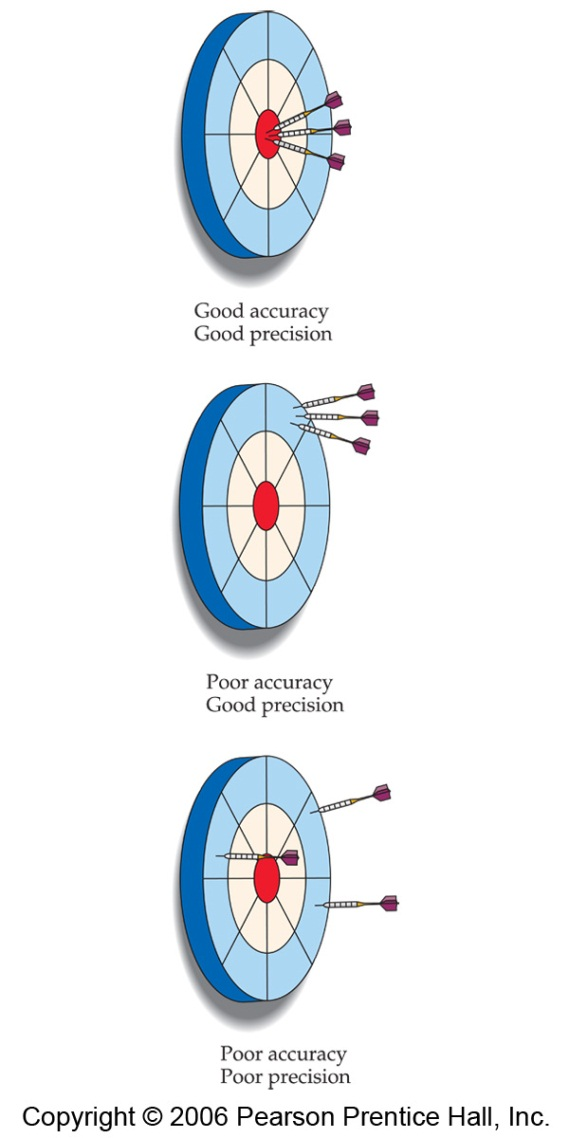 Good accuracy
Good precision
Poor accuracy
Good precision
Poor accuracy
Poor precision
Copyright © 2006 Pearson Prentice Hall, Inc.